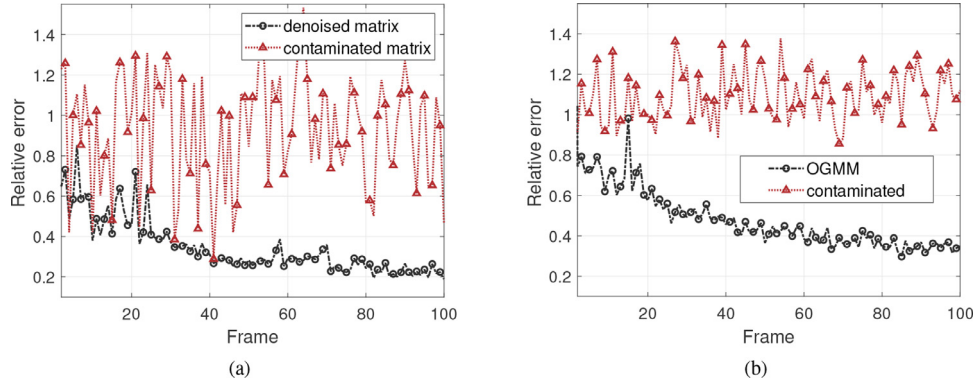 1.4
1.2
1
0.8
0.6
0.4
0.2
Relative error
denoised matrix
contaminated matrix
20
40
60
80
100
Frame
(a)
1.4
1.2
1
0.8
0.6
0.4
0.2
Relative error
OGMM
contaminated
20
40
60
80
100
Frame
(b)